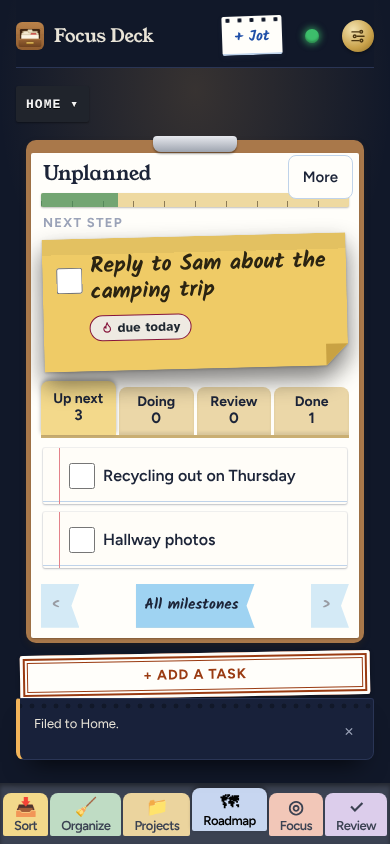 Focus Deck
+ Jot
HOME ▾
Unplanned
More
NEXT STEP
Reply to Sam about the
camping trip
due today
Up next
3
Doing
0
Review
0
Done
1
Recycling out on Thursday
Hallway photos
<
All milestones
>
+ ADD A TASK
Filed to Home.
×
Sort
Organize
Projects
Roadmap
Focus
Review